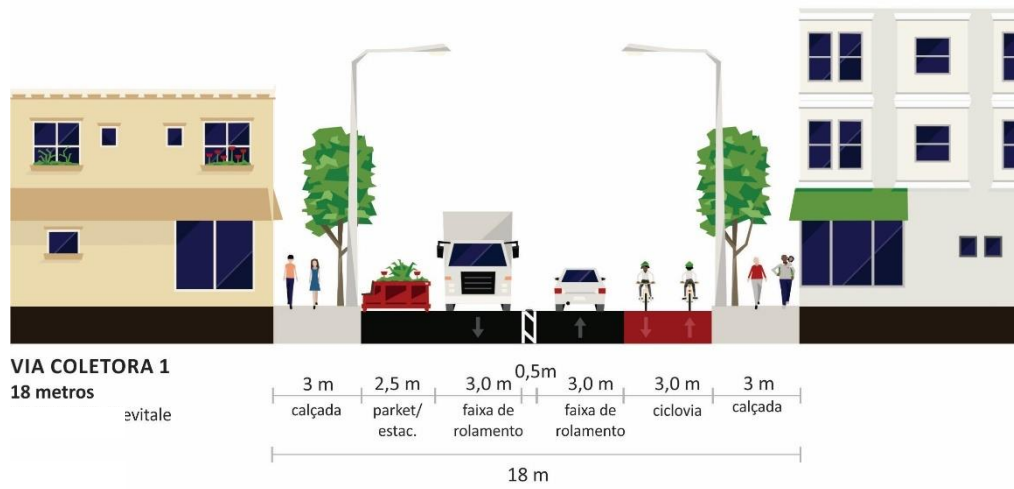 VIA COLETORA 1
18 metros
evitale
0,5m
3 m 2,5 m 3,0 m 3,0 m 3,0 m 3 m
calçada parket/ estac. faixa de rolamento faixa de rolamento ciclovia calçada
18 m